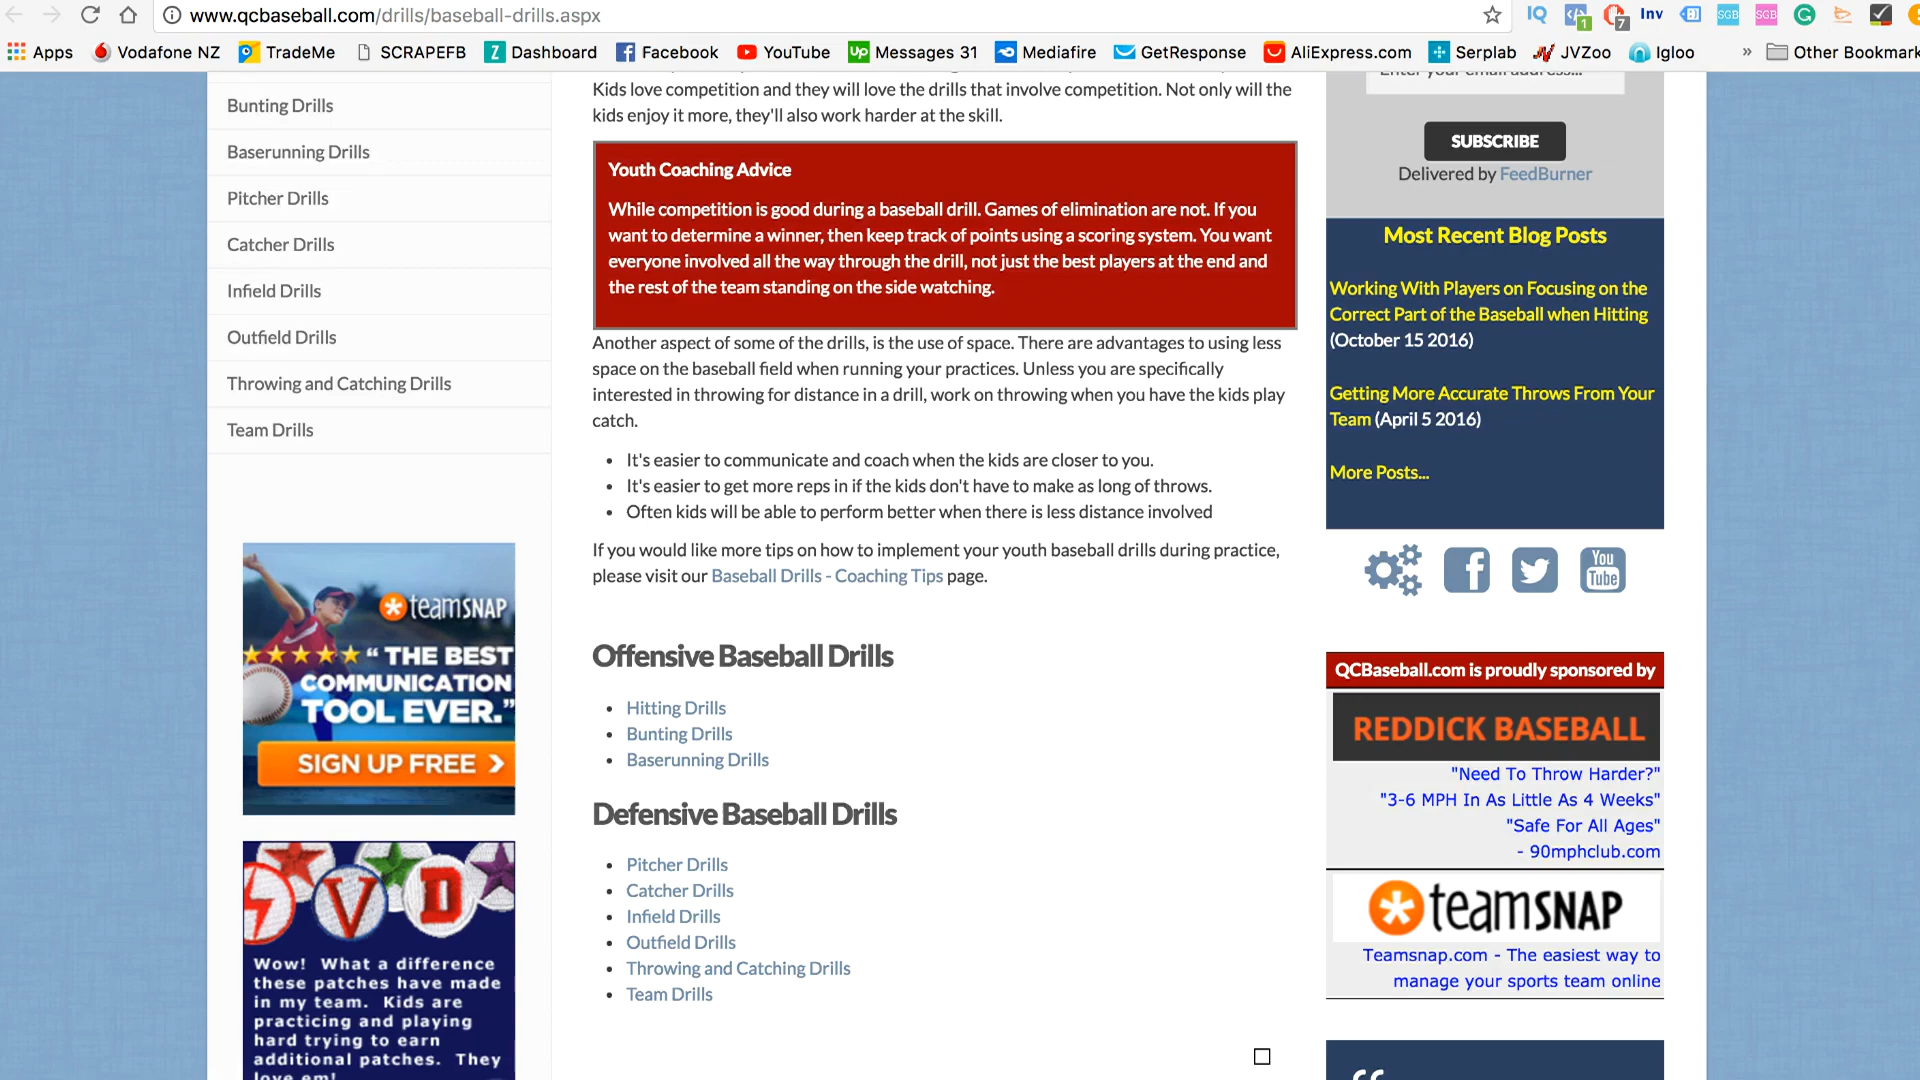 www.qcbaseball.com/drills/baseball-drills.aspx
IQ
1
7
Inv
SGB
SGB
Apps
Vodafone NZ
TradeMe
SCRAPEFB
Dashboard
Facebook
YouTube
Messages 31
Mediafire
GetResponse
AliExpress.com
Serplab
JVZoo
Igloo
»
Other Bookmark
Bunting Drills
Baserunning Drills
Pitcher Drills
Catcher Drills
Infield Drills
Outfield Drills
Throwing and Catching Drills
Team Drills
teamSNAP
“ THE BEST
COMMUNICATION
TOOL EVER.”
SIGN UP FREE
V D
Wow! What a difference
these patches have made
in my team. Kids are
practicing and playing
hard trying to earn
additional patches. They
love em!
Kids love competition and they will love the drills that involve competition. Not only will the
kids enjoy it more, they'll also work harder at the skill.
Youth Coaching Advice
While competition is good during a baseball drill. Games of elimination are not. If you
want to determine a winner, then keep track of points using a scoring system. You want
everyone involved all the way through the drill, not just the best players at the end and
the rest of the team standing on the side watching.
Another aspect of some of the drills, is the use of space. There are advantages to using less
space on the baseball field when running your practices. Unless you are specifically
interested in throwing for distance in a drill, work on throwing when you have the kids play
catch.
It's easier to communicate and coach when the kids are closer to you.
It's easier to get more reps in if the kids don't have to make as long of throws.
Often kids will be able to perform better when there is less distance involved
If you would like more tips on how to implement your youth baseball drills during practice,
please visit our Baseball Drills - Coaching Tips page.
Offensive Baseball Drills
Hitting Drills
Bunting Drills
Baserunning Drills
Defensive Baseball Drills
Pitcher Drills
Catcher Drills
Infield Drills
Outfield Drills
Throwing and Catching Drills
Team Drills
Enter your email address...
SUBSCRIBE
Delivered by FeedBurner
Most Recent Blog Posts
Working With Players on Focusing on the
Correct Part of the Baseball when Hitting
(October 15 2016)
Getting More Accurate Throws From Your
Team (April 5 2016)
More Posts...
You
Tube
QCBaseball.com is proudly sponsored by
REDDICK BASEBALL
"Need To Throw Harder?"
"3-6 MPH In As Little As 4 Weeks"
"Safe For All Ages"
- 90mphclub.com
teamSNAP
Teamsnap.com - The easiest way to
manage your sports team online
“